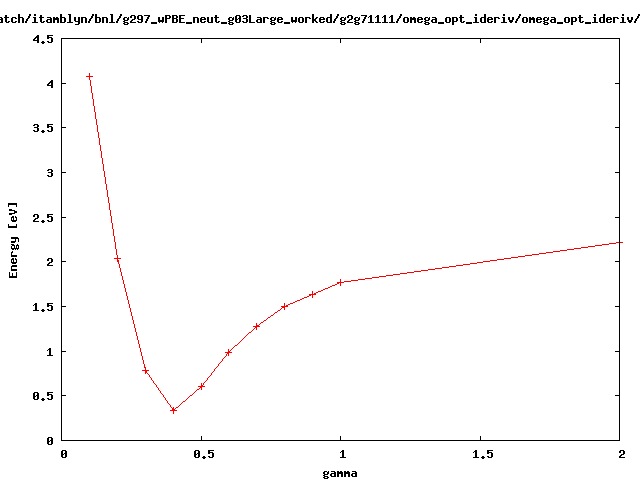 atch/itamblyn/bnl/g297_wPBE_neut_g03Large_worked/g2g71111/omega_opt_ideriv/omega_opt_ideriv/
4.5
4
3.5
3
2.5
2
1.5
1
0.5
0
Energy [eV]
0 0.5 1 1.5 2
gamma